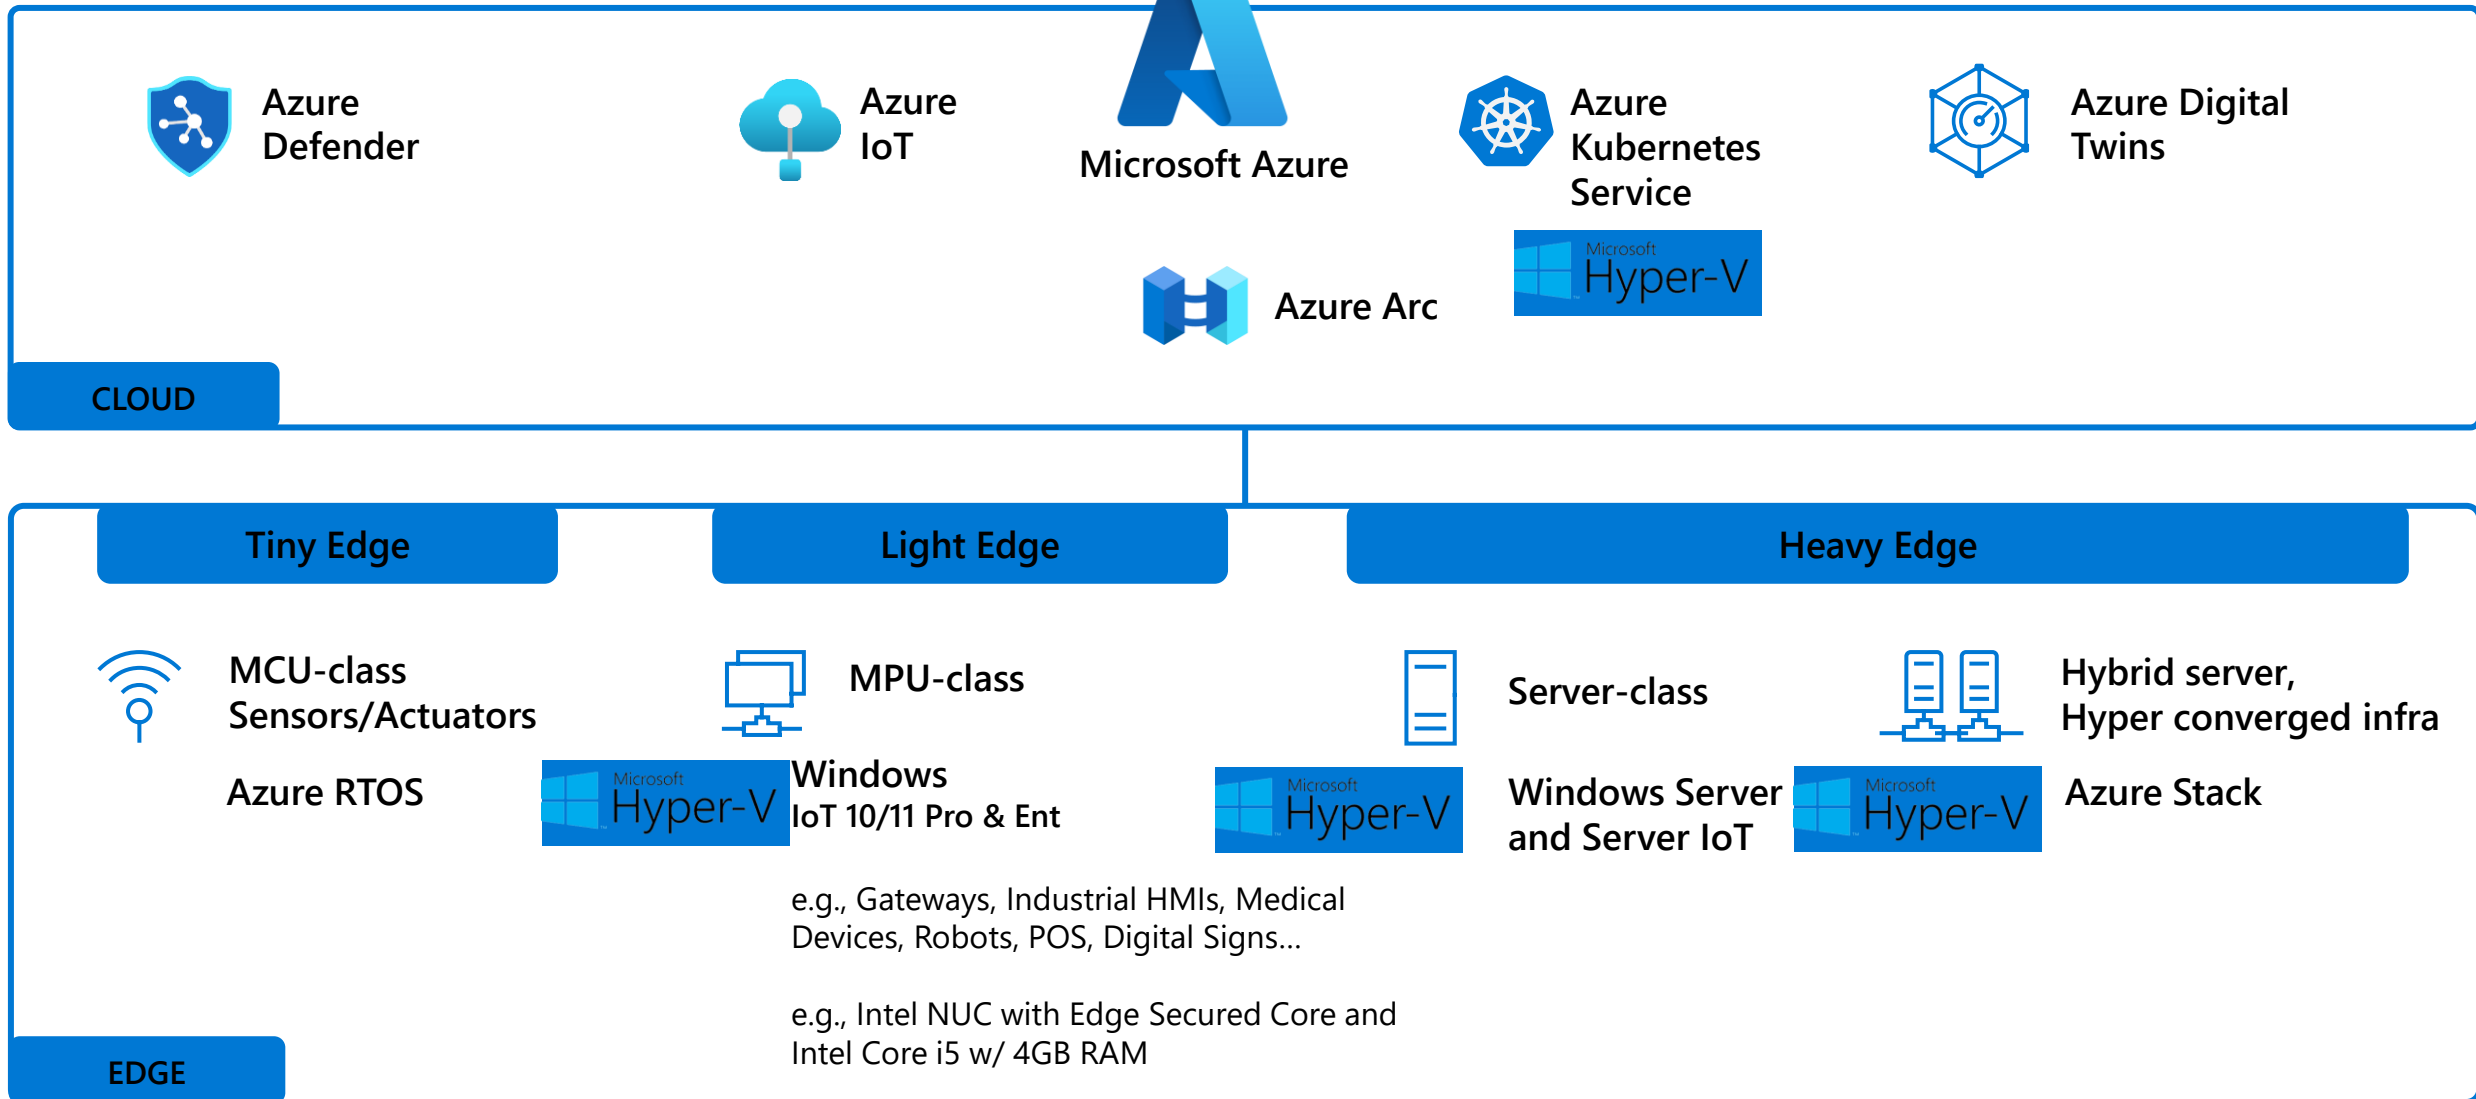 Azure
Defender
Azure
IoT
Microsoft Azure
Azure
Kubernetes
Service
Azure Digital
Twins
Microsoft
Hyper-V
Azure Arc
CLOUD
Tiny Edge
Light Edge
Heavy Edge
MCU-class
Sensors/Actuators
Azure RTOS
MPU-class
Microsoft
Hyper-V
Windows
IoT 10/11 Pro & Ent
e.g., Gateways, Industrial HMIs, Medical
Devices, Robots, POS, Digital Signs...
e.g., Intel NUC with Edge Secured Core and
Intel Core i5 w/ 4GB RAM
Server-class
Microsoft
Hyper-V
Windows Server
and Server IoT
Hybrid server,
Hyper converged infra
Microsoft
Hyper-V
Azure Stack
EDGE